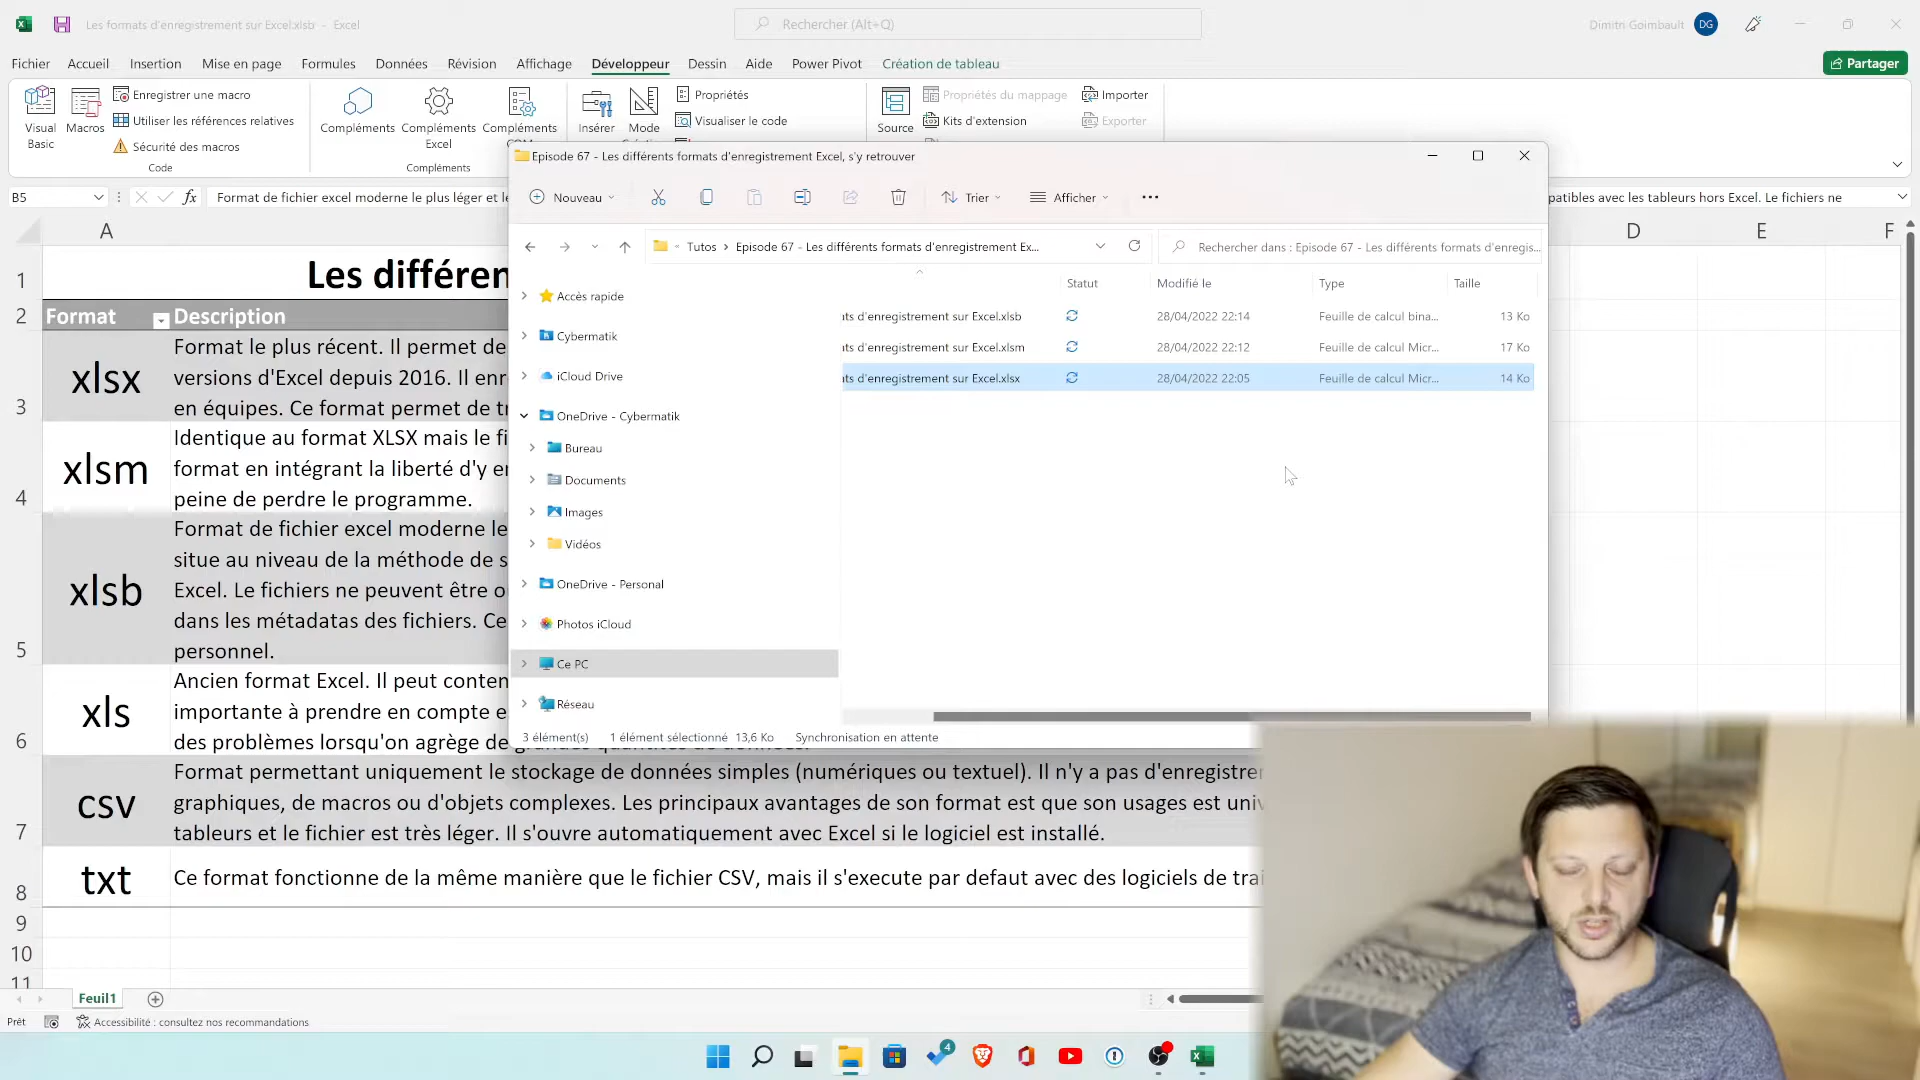 Les formats d'enregistrement sur Excel.xlsb - Excel
Rechercher (Alt+Q)
Dimitri Goimbault DG
Fichier Accueil Insertion Mise en page Formules Données Révision Affichage Développeur Dessin Aide Power Pivot Création de tableau Partager
Visual Basic
Macros
Enregistrer une macro
Utiliser les références relatives
Sécurité des macros
Code
Compléments
Compléments Excel
Compléments
Compléments
Insérer
Mode
Propriétés
Visualiser le code
Source
Propriétés du mappage
Kits d'extension
Importer
Exporter
B5
fx
Format de fichier excel moderne le plus léger et
patibles avec les tableurs hors Excel. Le fichiers ne
Episode 67 - Les différents formats d'enregistrement Excel, s'y retrouver
Nouveau
Trier
Afficher
Tutos > Episode 67 - Les différents formats d'enregistrement Ex...
Rechercher dans : Episode 67 - Les différents formats d'enregis...
Statut Modifié le Type Taille
ats d'enregistrement sur Excel.xlsb 28/04/2022 22:14 Feuille de calcul bina... 13 Ko
ats d'enregistrement sur Excel.xlsm 28/04/2022 22:12 Feuille de calcul Micr... 17 Ko
ats d'enregistrement sur Excel.xlsx 28/04/2022 22:05 Feuille de calcul Micr... 14 Ko
Accès rapide
Cybermatik
iCloud Drive
OneDrive - Cybermatik
Bureau
Documents
Images
Vidéos
OneDrive - Personal
Photos iCloud
Ce PC
Réseau
3 élément(s) 1 élément sélectionné 13,6 Ko Synchronisation en attente
A D E F
1 Les différen
2 Format Description
3 xlsx
Format le plus récent. Il permet de
versions d'Excel depuis 2016. Il enr
en équipes. Ce format permet de tr
4 xlsm
Identique au format XLSX mais le fi
format en intégrant la liberté d'y en
peine de perdre le programme.
5 xlsb
Format de fichier excel moderne le
situe au niveau de la méthode de s
Excel. Le fichiers ne peuvent être o
dans les métadatas des fichiers. Ce
personnel.
6 xls
Ancien format Excel. Il peut conten
importante à prendre en compte e
des problèmes lorsqu'on agrège de grandes quantités de données.
7 csv
Format permettant uniquement le stockage de données simples (numériques ou textuel). Il n'y a pas d'enregistre
graphiques, de macros ou d'objets complexes. Les principaux avantages de son format est que son usages est univ
tableurs et le fichier est très léger. Il s'ouvre automatiquement avec Excel si le logiciel est installé.
8 txt
Ce format fonctionne de la même manière que le fichier CSV, mais il s'execute par defaut avec des logiciels de trai
9
10
11
Feuil1
Prêt
Accessibilité : consultez nos recommandations
4